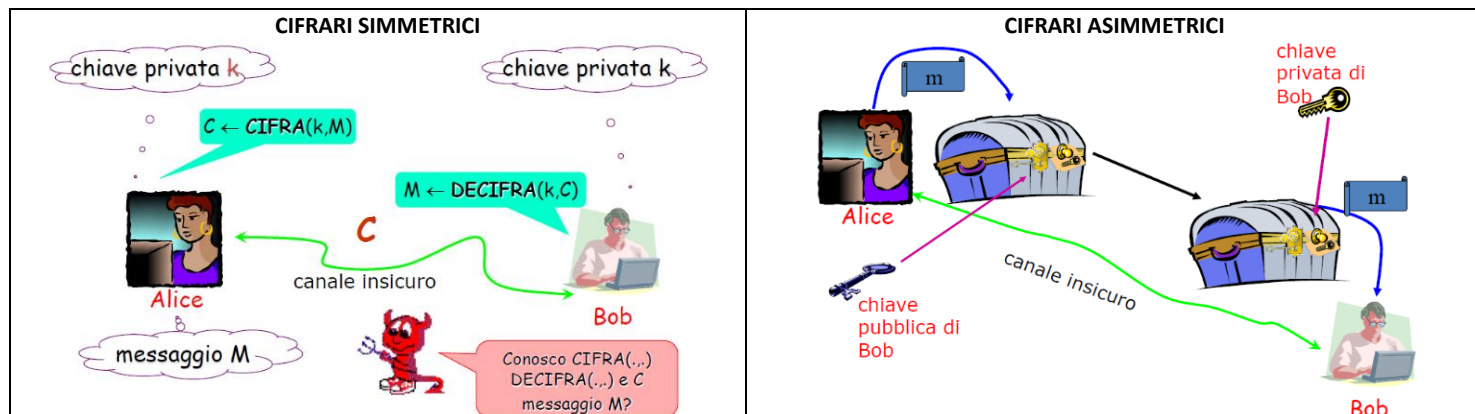 CIFRARI SIMMETRICI
chiave privata k
chiave privata k
C ← CIFRA(k,M)
M ← DECIFRA(k,C)
C
canale insicuro
Alice
Bob
messaggio M
Conosco CIFRA(.,.)
DECIFRA(.,.) e C
messaggio M?
CIFRARI ASIMMETRICI
m
chiave
privata di
Bob
Alice
m
canale insicuro
chiave
pubblica di
Bob
Bob